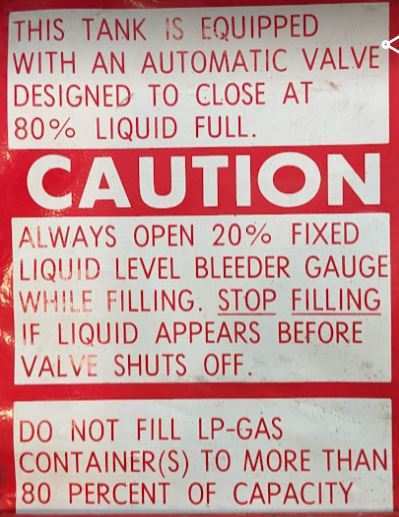 THIS TANK IS EQUIPPED
WITH AN AUTOMATIC VALVE
DESIGNED TO CLOSE AT
80% LIQUID FULL.
CAUTION
ALWAYS OPEN 20% FIXED
LIQUID LEVEL BLEEDER GAUGE
WHILE FILLING. STOP FILLING
IF LIQUID APPEARS BEFORE
VALVE SHUTS OFF.
DO NOT FILL LP-GAS
CONTAINER(S) TO MORE THAN
80 PERCENT OF CAPACITY